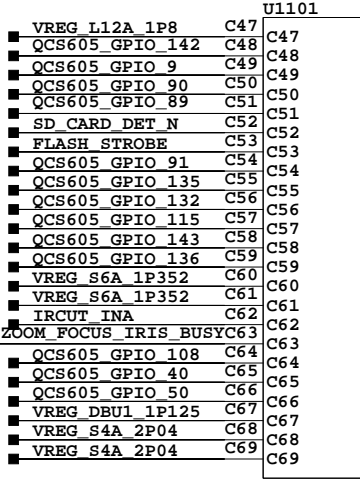 U1101
VREG_L12A_1P8 C47 C47
QCS605_GPIO_142 C48 C48
QCS605_GPIO_9 C49 C49
QCS605_GPIO_90 C50 C50
QCS605_GPIO_89 C51 C51
SD_CARD_DET_N C52 C52
FLASH_STROBE C53 C53
QCS605_GPIO_91 C54 C54
QCS605_GPIO_135 C55 C55
QCS605_GPIO_132 C56 C56
QCS605_GPIO_115 C57 C57
QCS605_GPIO_143 C58 C58
QCS605_GPIO_136 C59 C59
VREG_S6A_1P352 C60 C60
VREG_S6A_1P352 C61 C61
IRCUT_INA C62 C62
ZOOM_FOCUS_IRIS_BUSY C63 C63
QCS605_GPIO_108 C64 C64
QCS605_GPIO_40 C65 C65
QCS605_GPIO_50 C66 C66
VREG_DBU1_1P125 C67 C67
VREG_S4A_2P04 C68 C68
VREG_S4A_2P04 C69 C69